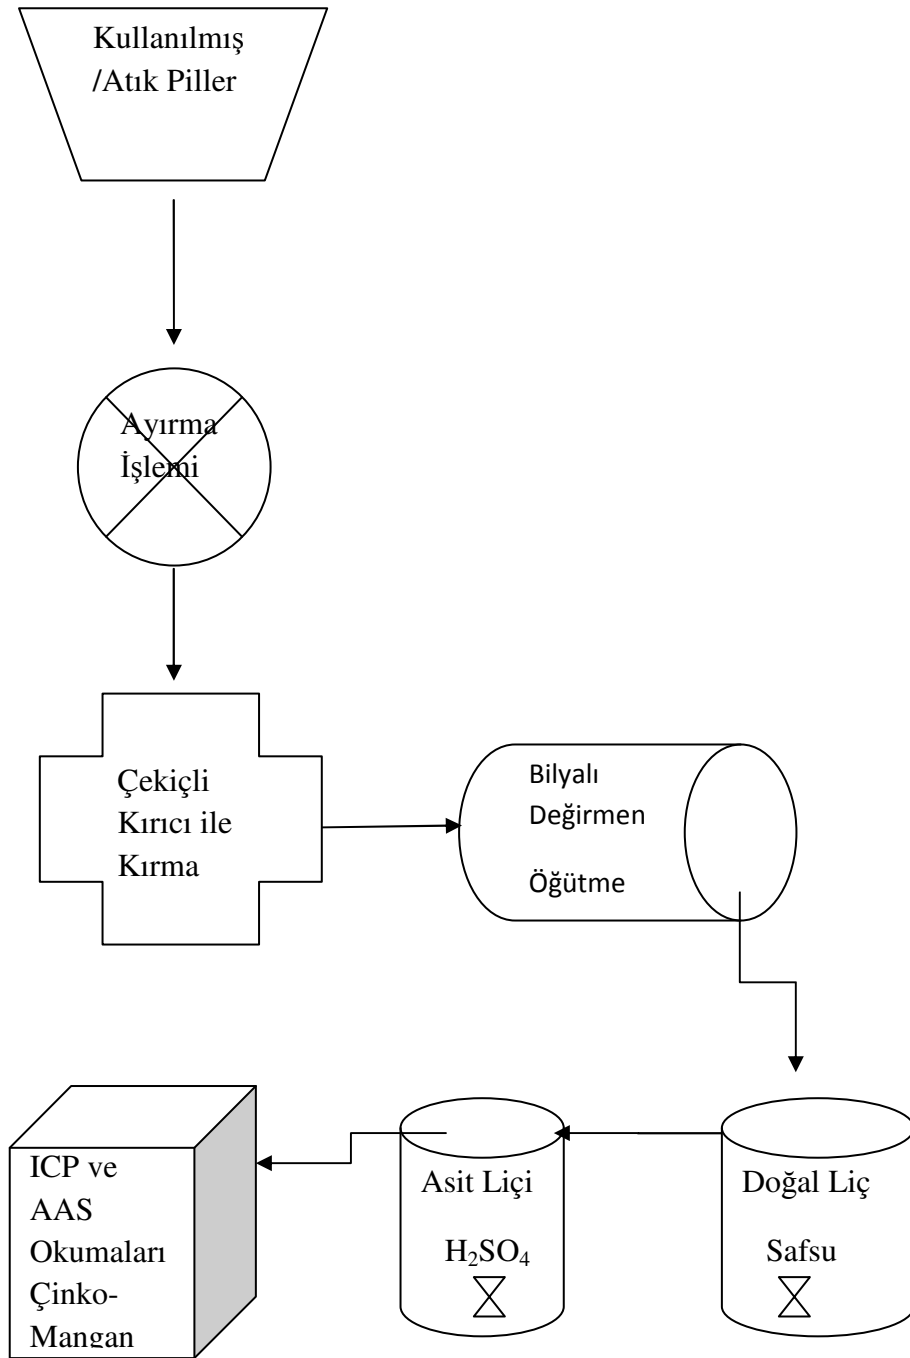 Kullanılmış
/Atık Piller
Ayırma
İşlemi
Çekiçli
Kırıcı ile
Kırma
Bilyalı
Değirmen
Öğütme
Doğal Liç
Safsu
Asit Liçi
H₂SO₄
ICP ve
AAS
Okumaları
Çinko-
Mangan